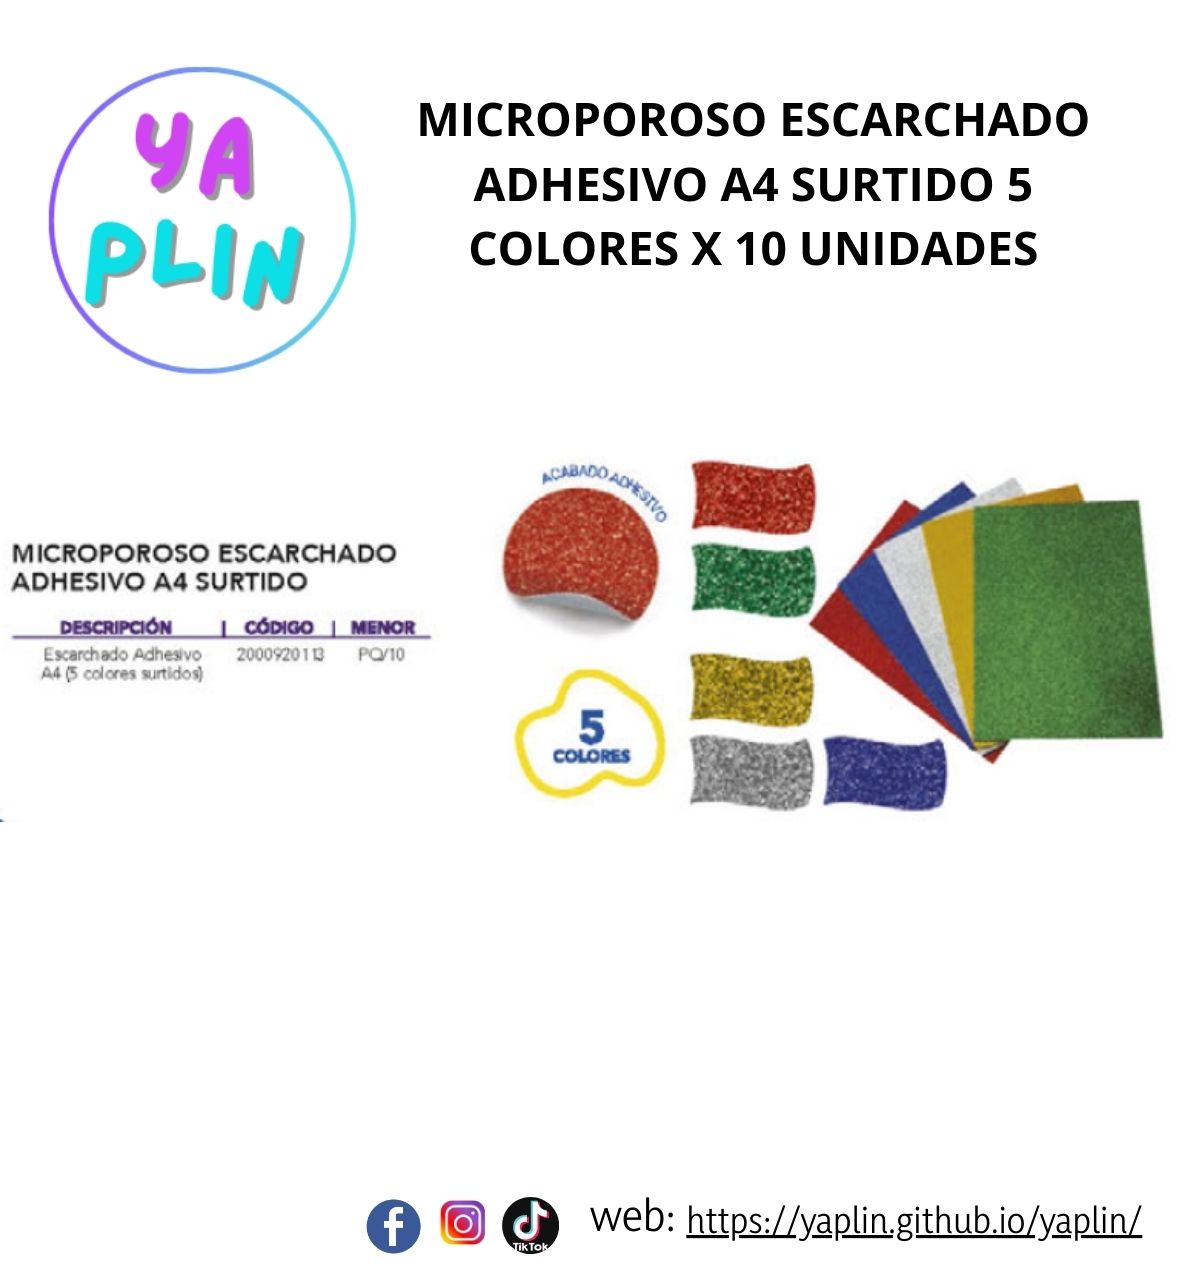 YA
PLIN
MICROPOROSO ESCARCHADO
ADHESIVO A4 SURTIDO 5
COLORES X 10 UNIDADES
MICROPOROSO ESCARCHADO
ADHESIVO A4 SURTIDO
DESCRIPCIÓN | CÓDIGO | MENOR
Escarchado Adhesivo 2000920113 PQ/10
A4 (5 colores surtidos)
ACABADO ADHESIVO
5
COLORES
TikTok
web: https://yaplin.github.io/yaplin/